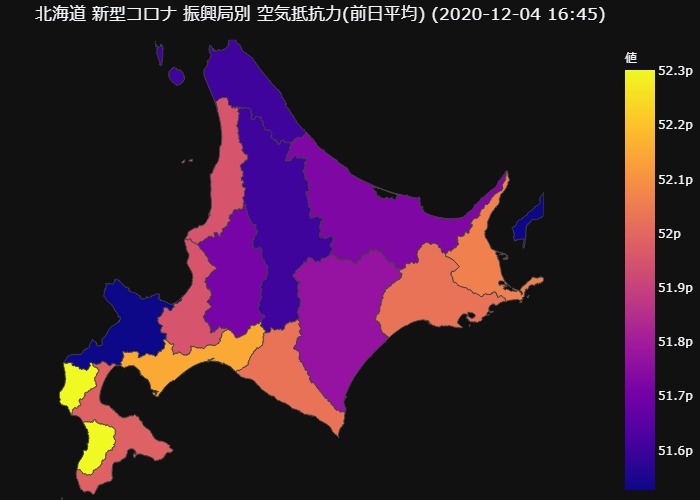 北海道 新型コロナ 振興局別 空気抵抗力(前日平均) (2020-12-04 16:45)
値
52.3p
52.2p
52.1p
52p
51.9p
51.8p
51.7p
51.6p